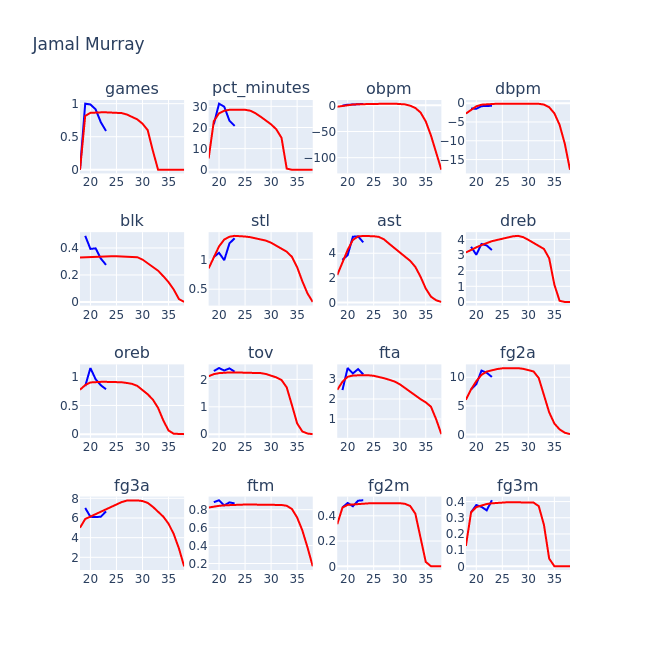 Jamal Murray
games pct_minutes obpm dbpm
1 0.5 0 20 25 30 35
30 20 10 0 20 25 30 35
0 −50 −100 20 25 30 35
0 −5 −10 −15 20 25 30 35
blk stl ast dreb
0.4 0.2 0 20 25 30 35
1 0.5 20 25 30 35
4 2 0 20 25 30 35
4 3 2 1 0 20 25 30 35
oreb tov fta fg2a
1 0.5 0 20 25 30 35
2 1 0 20 25 30 35
3 2 1 20 25 30 35
10 5 0 20 25 30 35
fg3a ftm fg2m fg3m
8 6 4 2 20 25 30 35
0.8 0.6 0.4 0.2 20 25 30 35
0.4 0.2 0 20 25 30 35
0.4 0.3 0.2 0.1 0 20 25 30 35